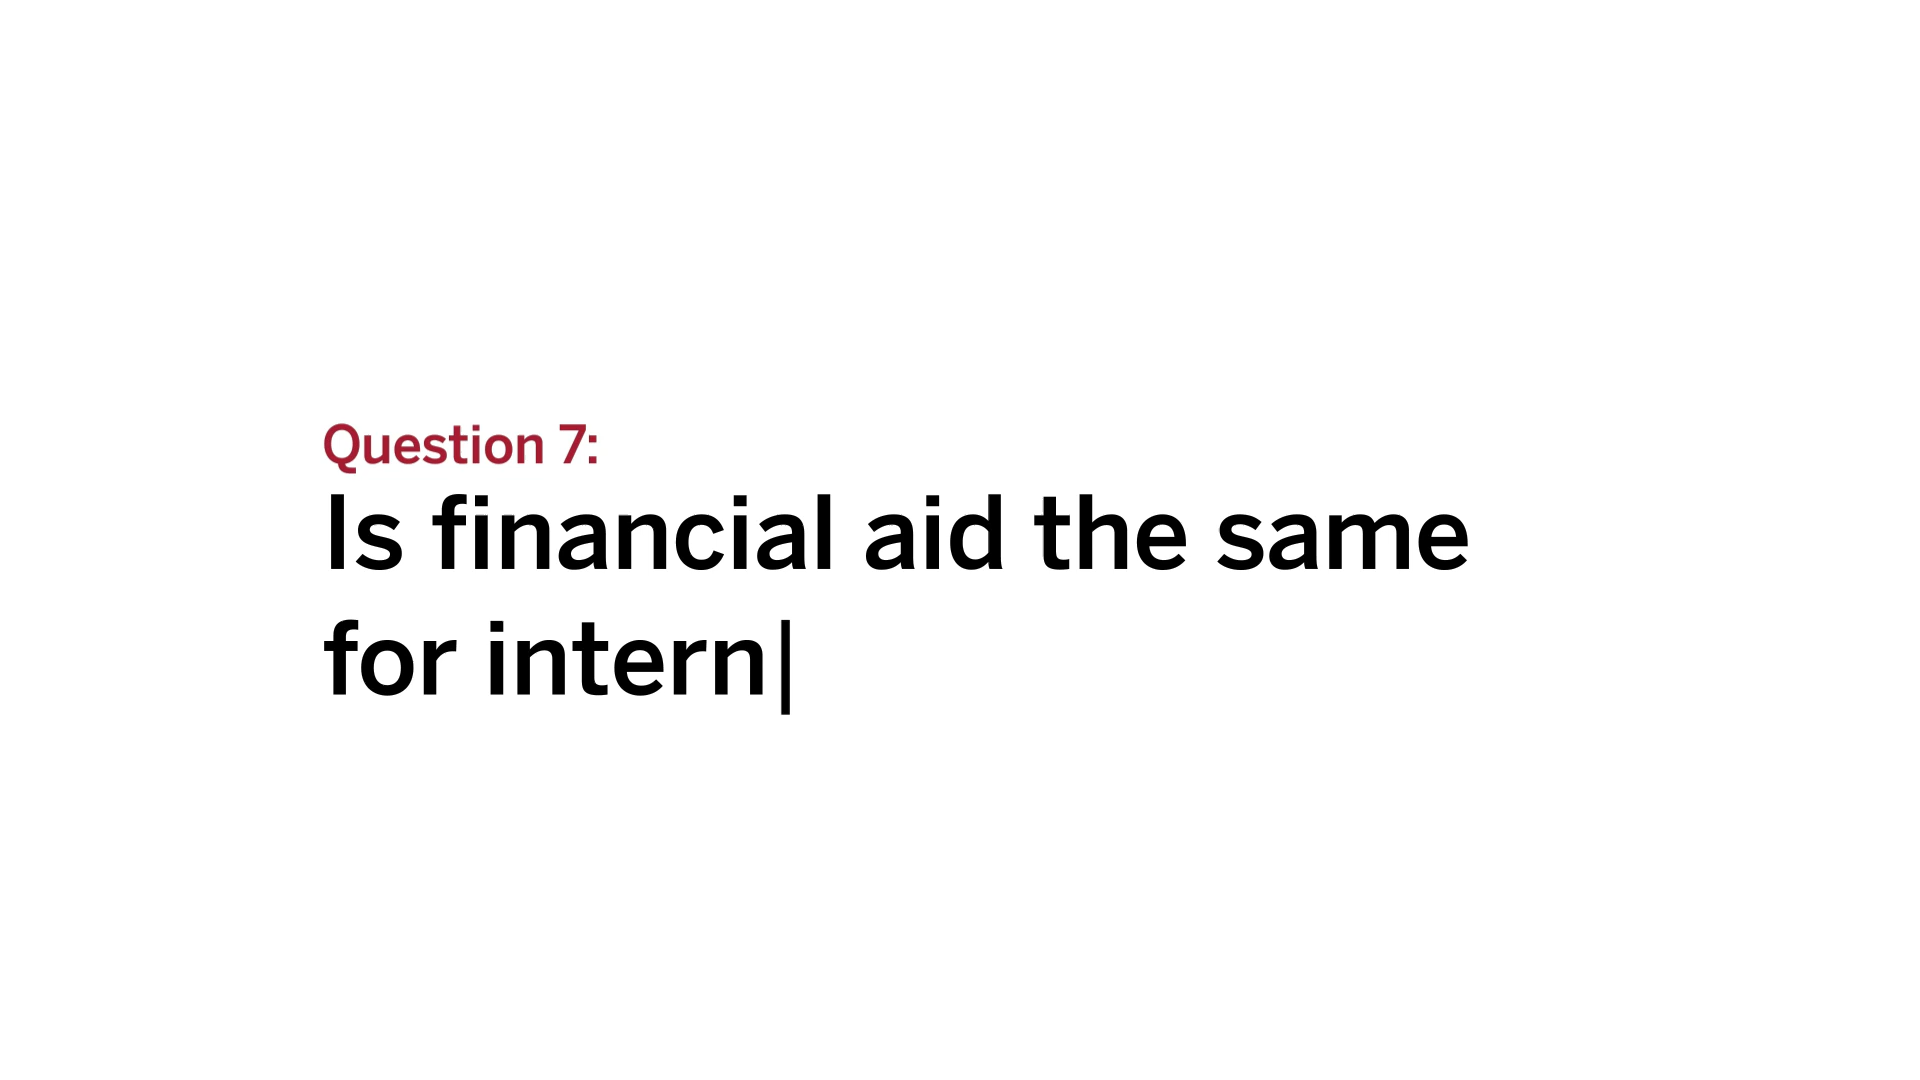 Question 7:
Is financial aid the same
for intern|